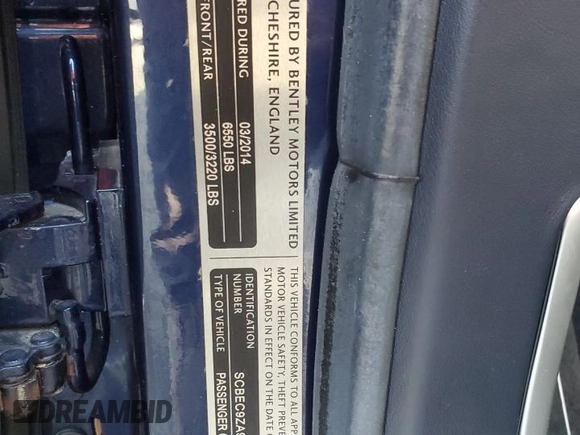 URED BY BENTLEY MOTORS LIMITED
CHESHIRE, ENGLAND
RED DURING 03/2014
6550 LBS
FRONT/REAR 3500/3220 LBS
THIS VEHICLE CONFORMS TO ALL APP
MOTOR VEHICLE SAFETY, THEFT PREVE
STANDARDS IN EFFECT ON THE DATE O
IDENTIFICATION NUMBER SCBEC9ZA9
TYPE OF VEHICLE PASSENGER
DREAMBID